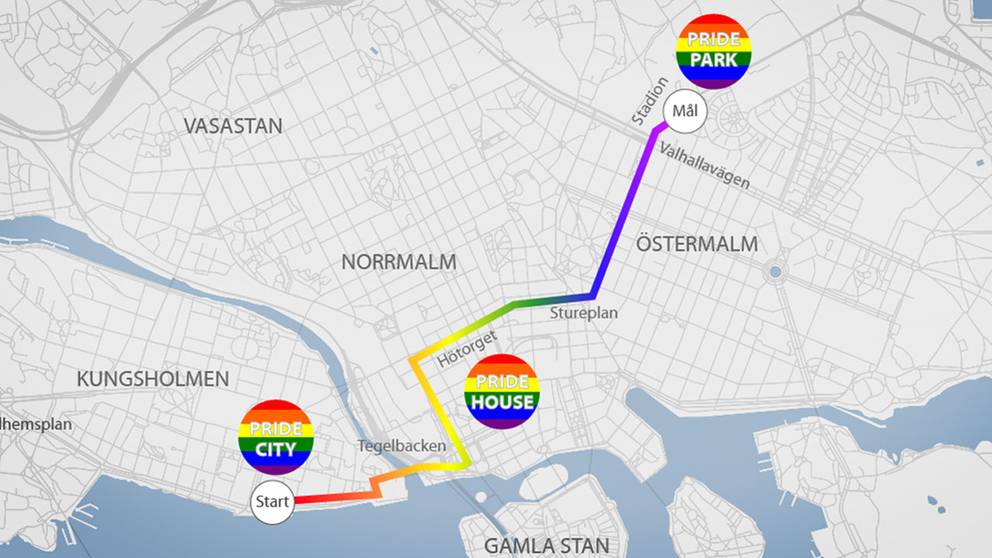 PRIDE
PARK
Stadion
Mål
VASASTAN
Valhallavägen
ÖSTERMALM
NORRMALM
Stureplan
Hötorget
KUNGSHOLMEN
PRIDE
HOUSE
lhemsplan
PRIDE
CITY
Tegelbacken
Start
GAMLA STAN